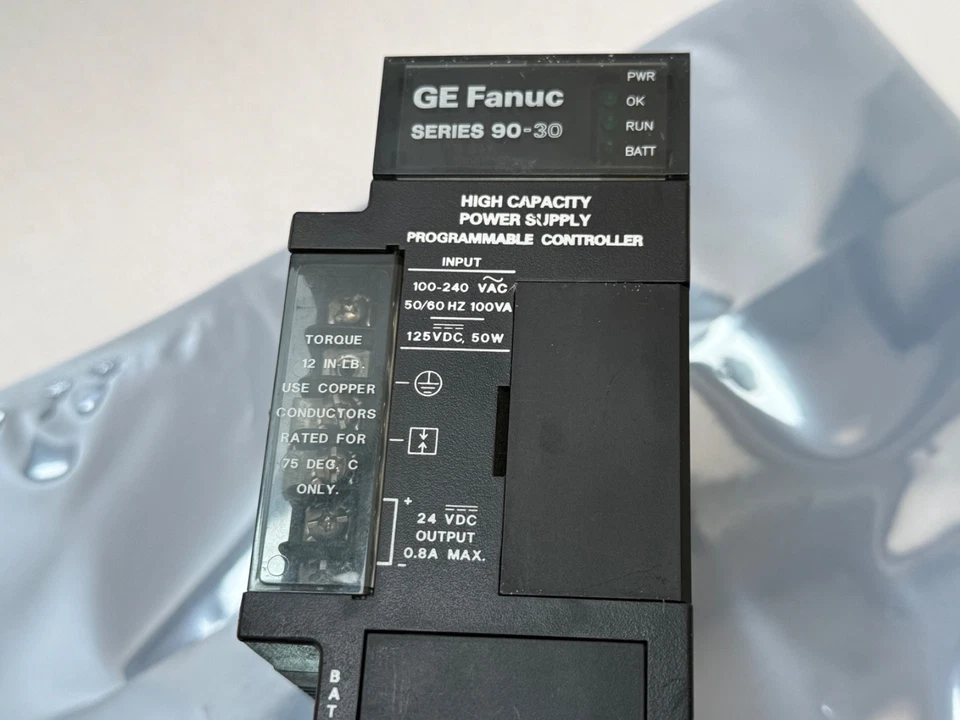 GE Fanuc
SERIES 90-30
PWR
OK
RUN
BATT
HIGH CAPACITY
POWER SUPPLY
PROGRAMMABLE CONTROLLER
INPUT
100-240 VAC
50/60 HZ 100VA
125VDC, 50W
TORQUE
12 IN-LB.
USE COPPER
CONDUCTORS
RATED FOR
75 DEG. C
ONLY.
+
24 VDC
OUTPUT
0.8A MAX.
-
BAT